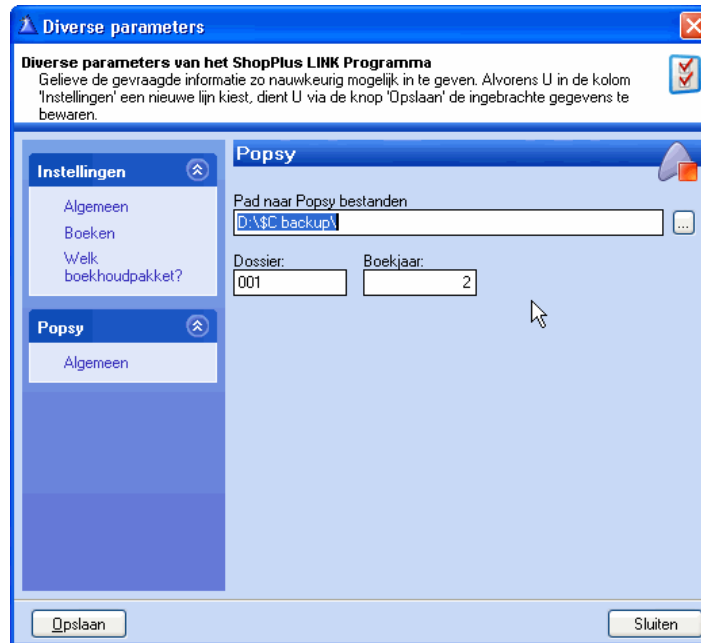 Diverse parameters
Diverse parameters van het ShopPlus LINK Programma
Gelieve de gevraagde informatie zo nauwkeurig mogelijk in te geven. Alvorens U in de kolom
'Instellingen' een nieuwe lijn kiest, dient U via de knop 'Opslaan' de ingebrachte gegevens te
bewaren.
Instellingen
Algemeen
Boeken
Welk
boekhoudpakket?
Popsy
Algemeen
Popsy
Pad naar Popsy bestanden
D:\$C backup\
...
Dossier:
Boekjaar:
001
2
Opslaan
Sluiten